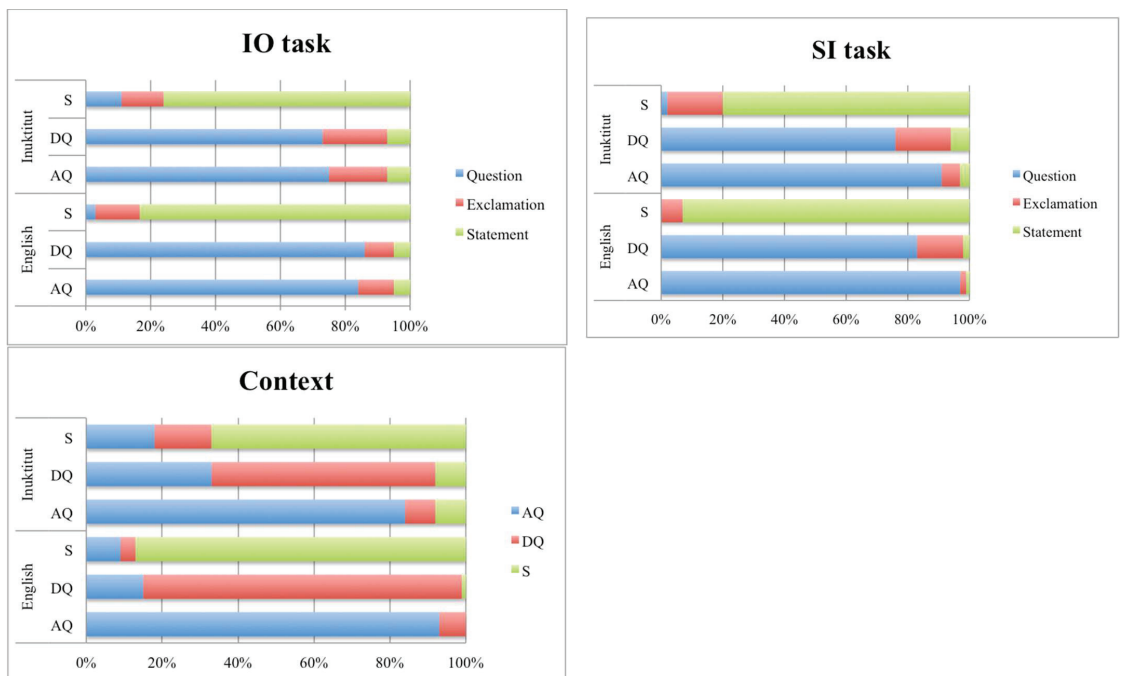 IO task
Inuktitut
S
DQ
AQ
English
S
DQ
AQ
0% 20% 40% 60% 80% 100%
Question
Exclamation
Statement
SI task
Inuktitut
S
DQ
AQ
English
S
DQ
AQ
0% 20% 40% 60% 80% 100%
Question
Exclamation
Statement
Context
Inuktitut
S
DQ
AQ
English
S
DQ
AQ
0% 20% 40% 60% 80% 100%
AQ
DQ
S